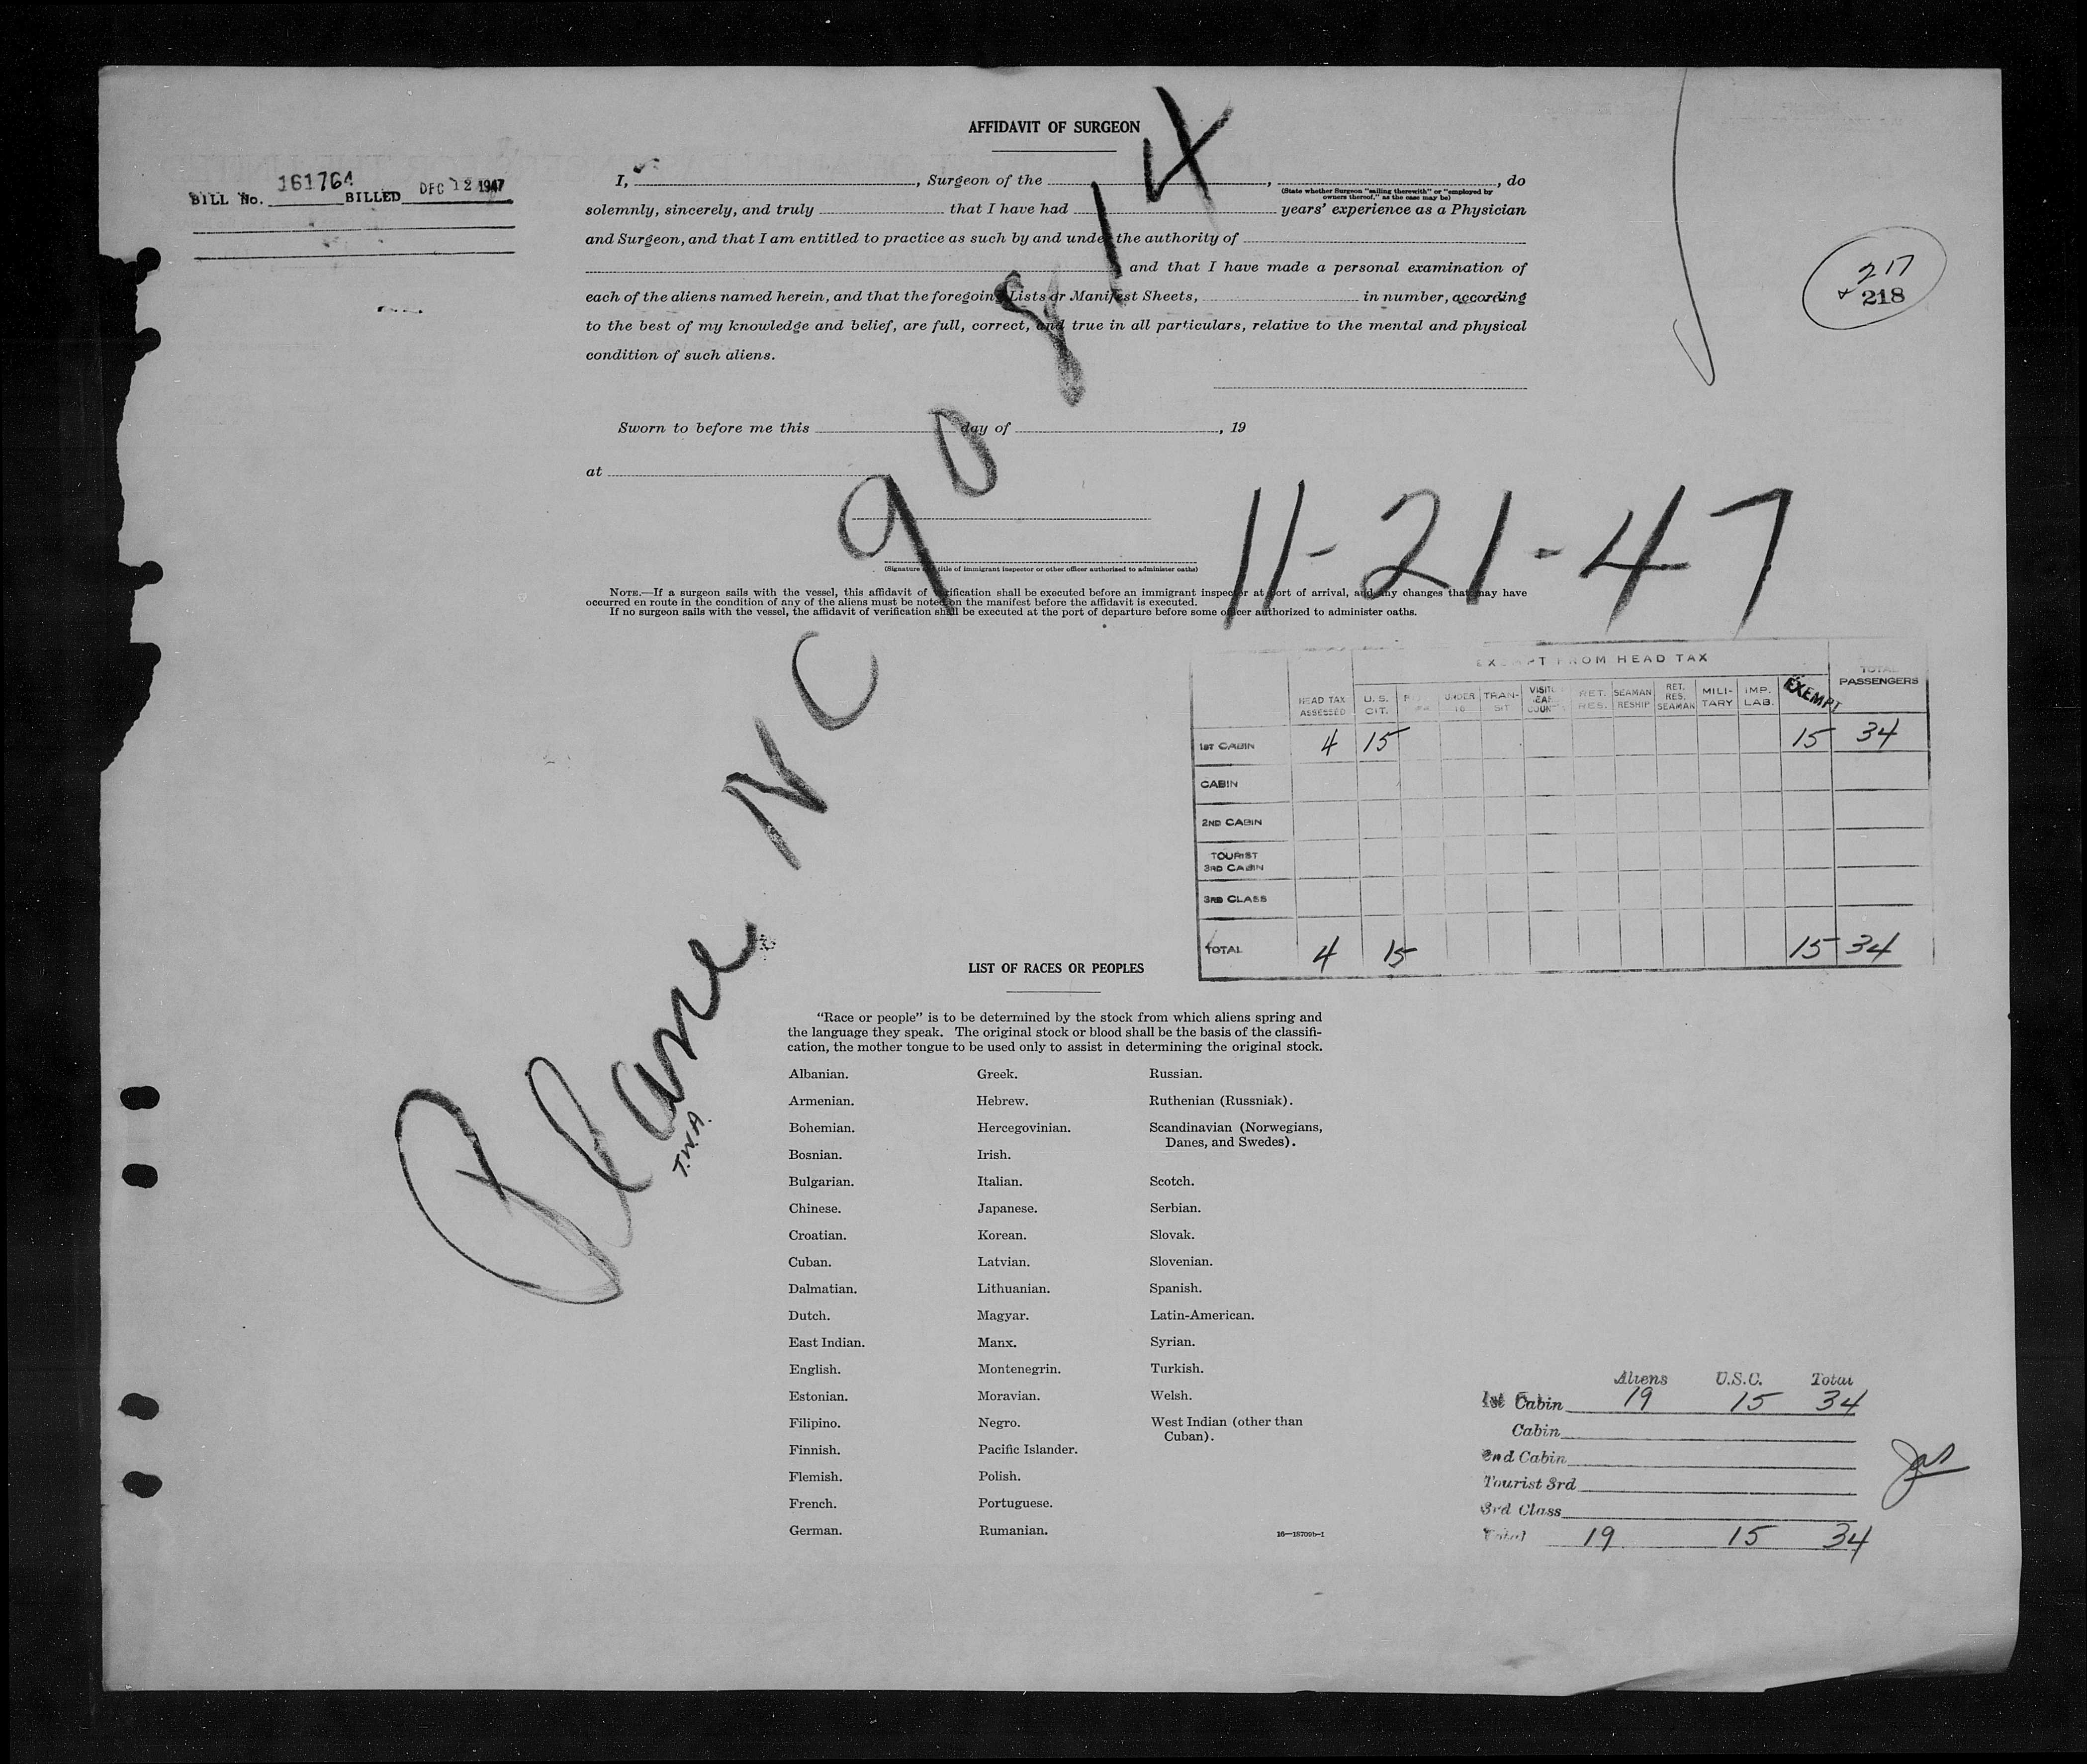 AFFIDAVIT OF SURGEON
BILL No. 161764 BILLED DEC 12 1947
I, , Surgeon of the , , do
(State whether Surgeon "sailing therewith" or "employed by
owners thereof," as the case may be)
solemnly, sincerely, and truly that I have had years' experience as a Physician
and Surgeon, and that I am entitled to practice as such by and under the authority of
and that I have made a personal examination of
each of the aliens named herein, and that the foregoing Lists or Manifest Sheets, in number, according
to the best of my knowledge and belief, are full, correct, and true in all particulars, relative to the mental and physical
condition of such aliens.
217
+ 218
Sworn to before me this day of , 19
at
(Signature title of immigrant inspector or other officer authorized to administer oaths)
NOTE.—If a surgeon sails with the vessel, this affidavit of verification shall be executed before an immigrant inspector at port of arrival, and any changes that may have
occurred en route in the condition of any of the aliens must be noted on the manifest before the affidavit is executed.
If no surgeon sails with the vessel, the affidavit of verification shall be executed at the port of departure before some officer authorized to administer oaths.
Plane NC 90814
T.W.A.
11-21-47
EXEMPT FROM HEAD TAX
HEAD TAX ASSESSED U. S. CIT. UNDER 16 TRAN-SIT RET. RES. SEAMAN RESHIP RET. RES. SEAMAN MILI-TARY IMP. LAB. EXEMPT TOTAL PASSENGERS
1ST CABIN 4 15 15 34
CABIN
2ND CABIN
TOURIST
3RD CABIN
3RD CLASS
TOTAL 4 15 15 34
LIST OF RACES OR PEOPLES
"Race or people" is to be determined by the stock from which aliens spring and
the language they speak. The original stock or blood shall be the basis of the classifi-
cation, the mother tongue to be used only to assist in determining the original stock.
Albanian. Greek. Russian.
Armenian. Hebrew. Ruthenian (Russniak).
Bohemian. Hercegovinian. Scandinavian (Norwegians,
Danes, and Swedes).
Bosnian. Irish.
Bulgarian. Italian. Scotch.
Chinese. Japanese. Serbian.
Croatian. Korean. Slovak.
Cuban. Latvian. Slovenian.
Dalmatian. Lithuanian. Spanish.
Dutch. Magyar. Latin-American.
East Indian. Manx. Syrian.
English. Montenegrin. Turkish.
Estonian. Moravian. Welsh.
Filipino. Negro. West Indian (other than
Cuban).
Finnish. Pacific Islander.
Flemish. Polish.
French. Portuguese.
German. Rumanian.
16—18709b-1
Aliens U.S.C. Total
1st Cabin 19 15 34
Cabin
2nd Cabin
Tourist 3rd
3rd Class
Total 19 15 34